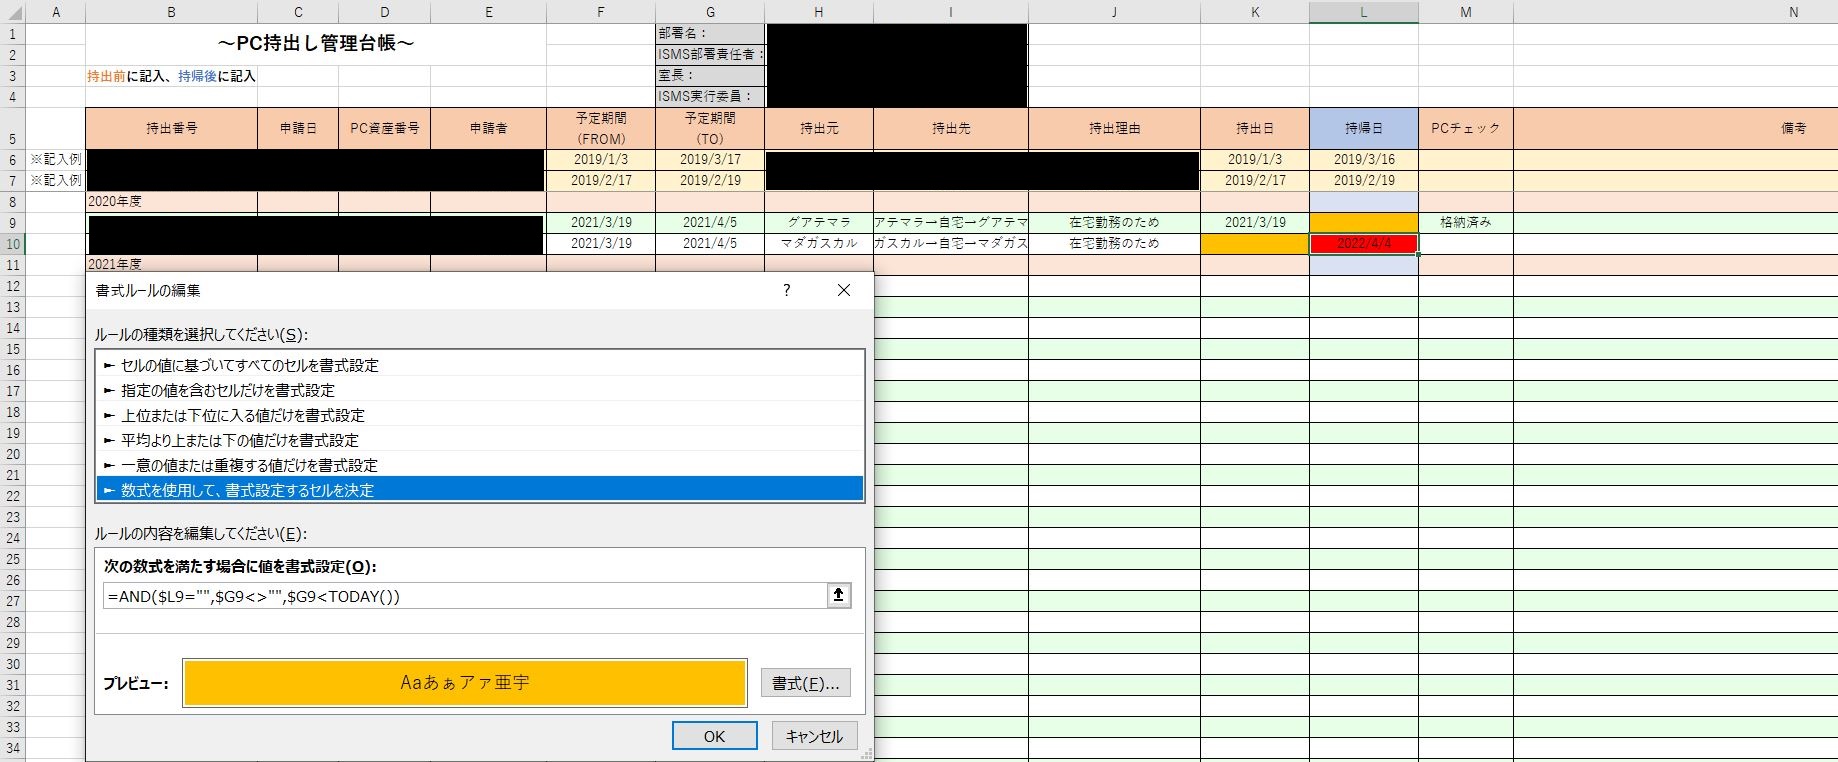 A B C D E F G H I J K L M N
1 ～PC持出し管理台帳～ 部署名：
2 ISMS部署責任者：
3 持出前に記入、持帰後に記入 室長：
4 ISMS実行委員：
5 持出番号 申請日 PC資産番号 申請者 予定期間 (FROM) 予定期間 (TO) 持出元 持出先 持出理由 持出日 持帰日 PCチェック 備考
6 ※記入例 2019/1/3 2019/3/17 2019/1/3 2019/3/16
7 ※記入例 2019/2/17 2019/2/19 2019/2/17 2019/2/19
8 2020年度
9 2021/3/19 2021/4/5 グアテマラ アテマラ→自宅→グアテマ 在宅勤務のため 2021/3/19 格納済み
10 2021/3/19 2021/4/5 マダガスカル ガスカル→自宅→マダガス 在宅勤務のため 2022/4/4
11 2021年度
12 書式ルールの編集 ? ×
13
14 ルールの種類を選択してください(S):
15
16 ► セルの値に基づいてすべてのセルを書式設定
17 ► 指定の値を含むセルだけを書式設定
18 ► 上位または下位に入る値だけを書式設定
19
20 ► 平均より上または下の値だけを書式設定
21 ► 一意の値または重複する値だけを書式設定
22 ► 数式を使用して、書式設定するセルを決定
23
24 ルールの内容を編集してください(E):
25 次の数式を満たす場合に値を書式設定(O):
26
27 =AND($L9="",$G9<>"",$G9<TODAY())
28
29
30
31 プレビュー: Aaあぁアァ亜宇 書式(F)...
32
33 OK キャンセル
34